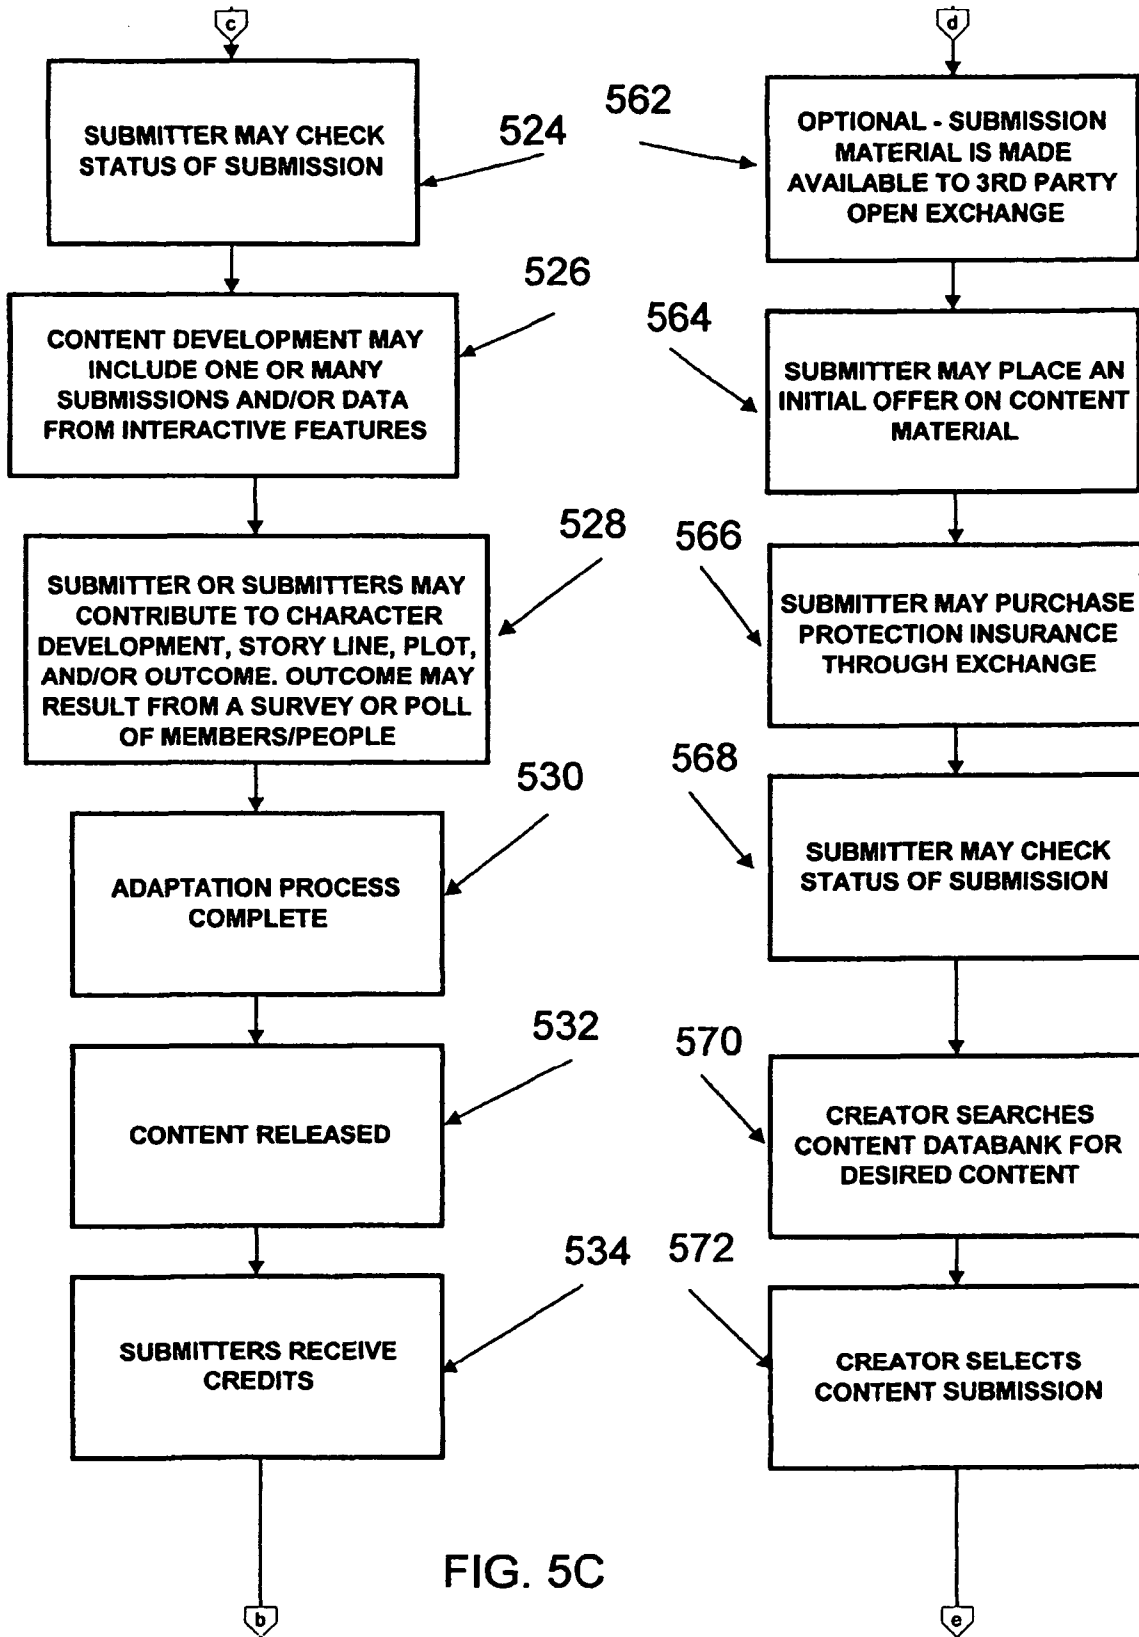 c
SUBMITTER MAY CHECK
STATUS OF SUBMISSION
524
CONTENT DEVELOPMENT MAY
INCLUDE ONE OR MANY
SUBMISSIONS AND/OR DATA
FROM INTERACTIVE FEATURES
526
SUBMITTER OR SUBMITTERS MAY
CONTRIBUTE TO CHARACTER
DEVELOPMENT, STORY LINE, PLOT,
AND/OR OUTCOME. OUTCOME MAY
RESULT FROM A SURVEY OR POLL
OF MEMBERS/PEOPLE
528
ADAPTATION PROCESS
COMPLETE
530
CONTENT RELEASED
532
SUBMITTERS RECEIVE
CREDITS
534
b
d
562
OPTIONAL - SUBMISSION
MATERIAL IS MADE
AVAILABLE TO 3RD PARTY
OPEN EXCHANGE
564
SUBMITTER MAY PLACE AN
INITIAL OFFER ON CONTENT
MATERIAL
566
SUBMITTER MAY PURCHASE
PROTECTION INSURANCE
THROUGH EXCHANGE
568
SUBMITTER MAY CHECK
STATUS OF SUBMISSION
570
CREATOR SEARCHES
CONTENT DATABANK FOR
DESIRED CONTENT
572
CREATOR SELECTS
CONTENT SUBMISSION
e
FIG. 5C